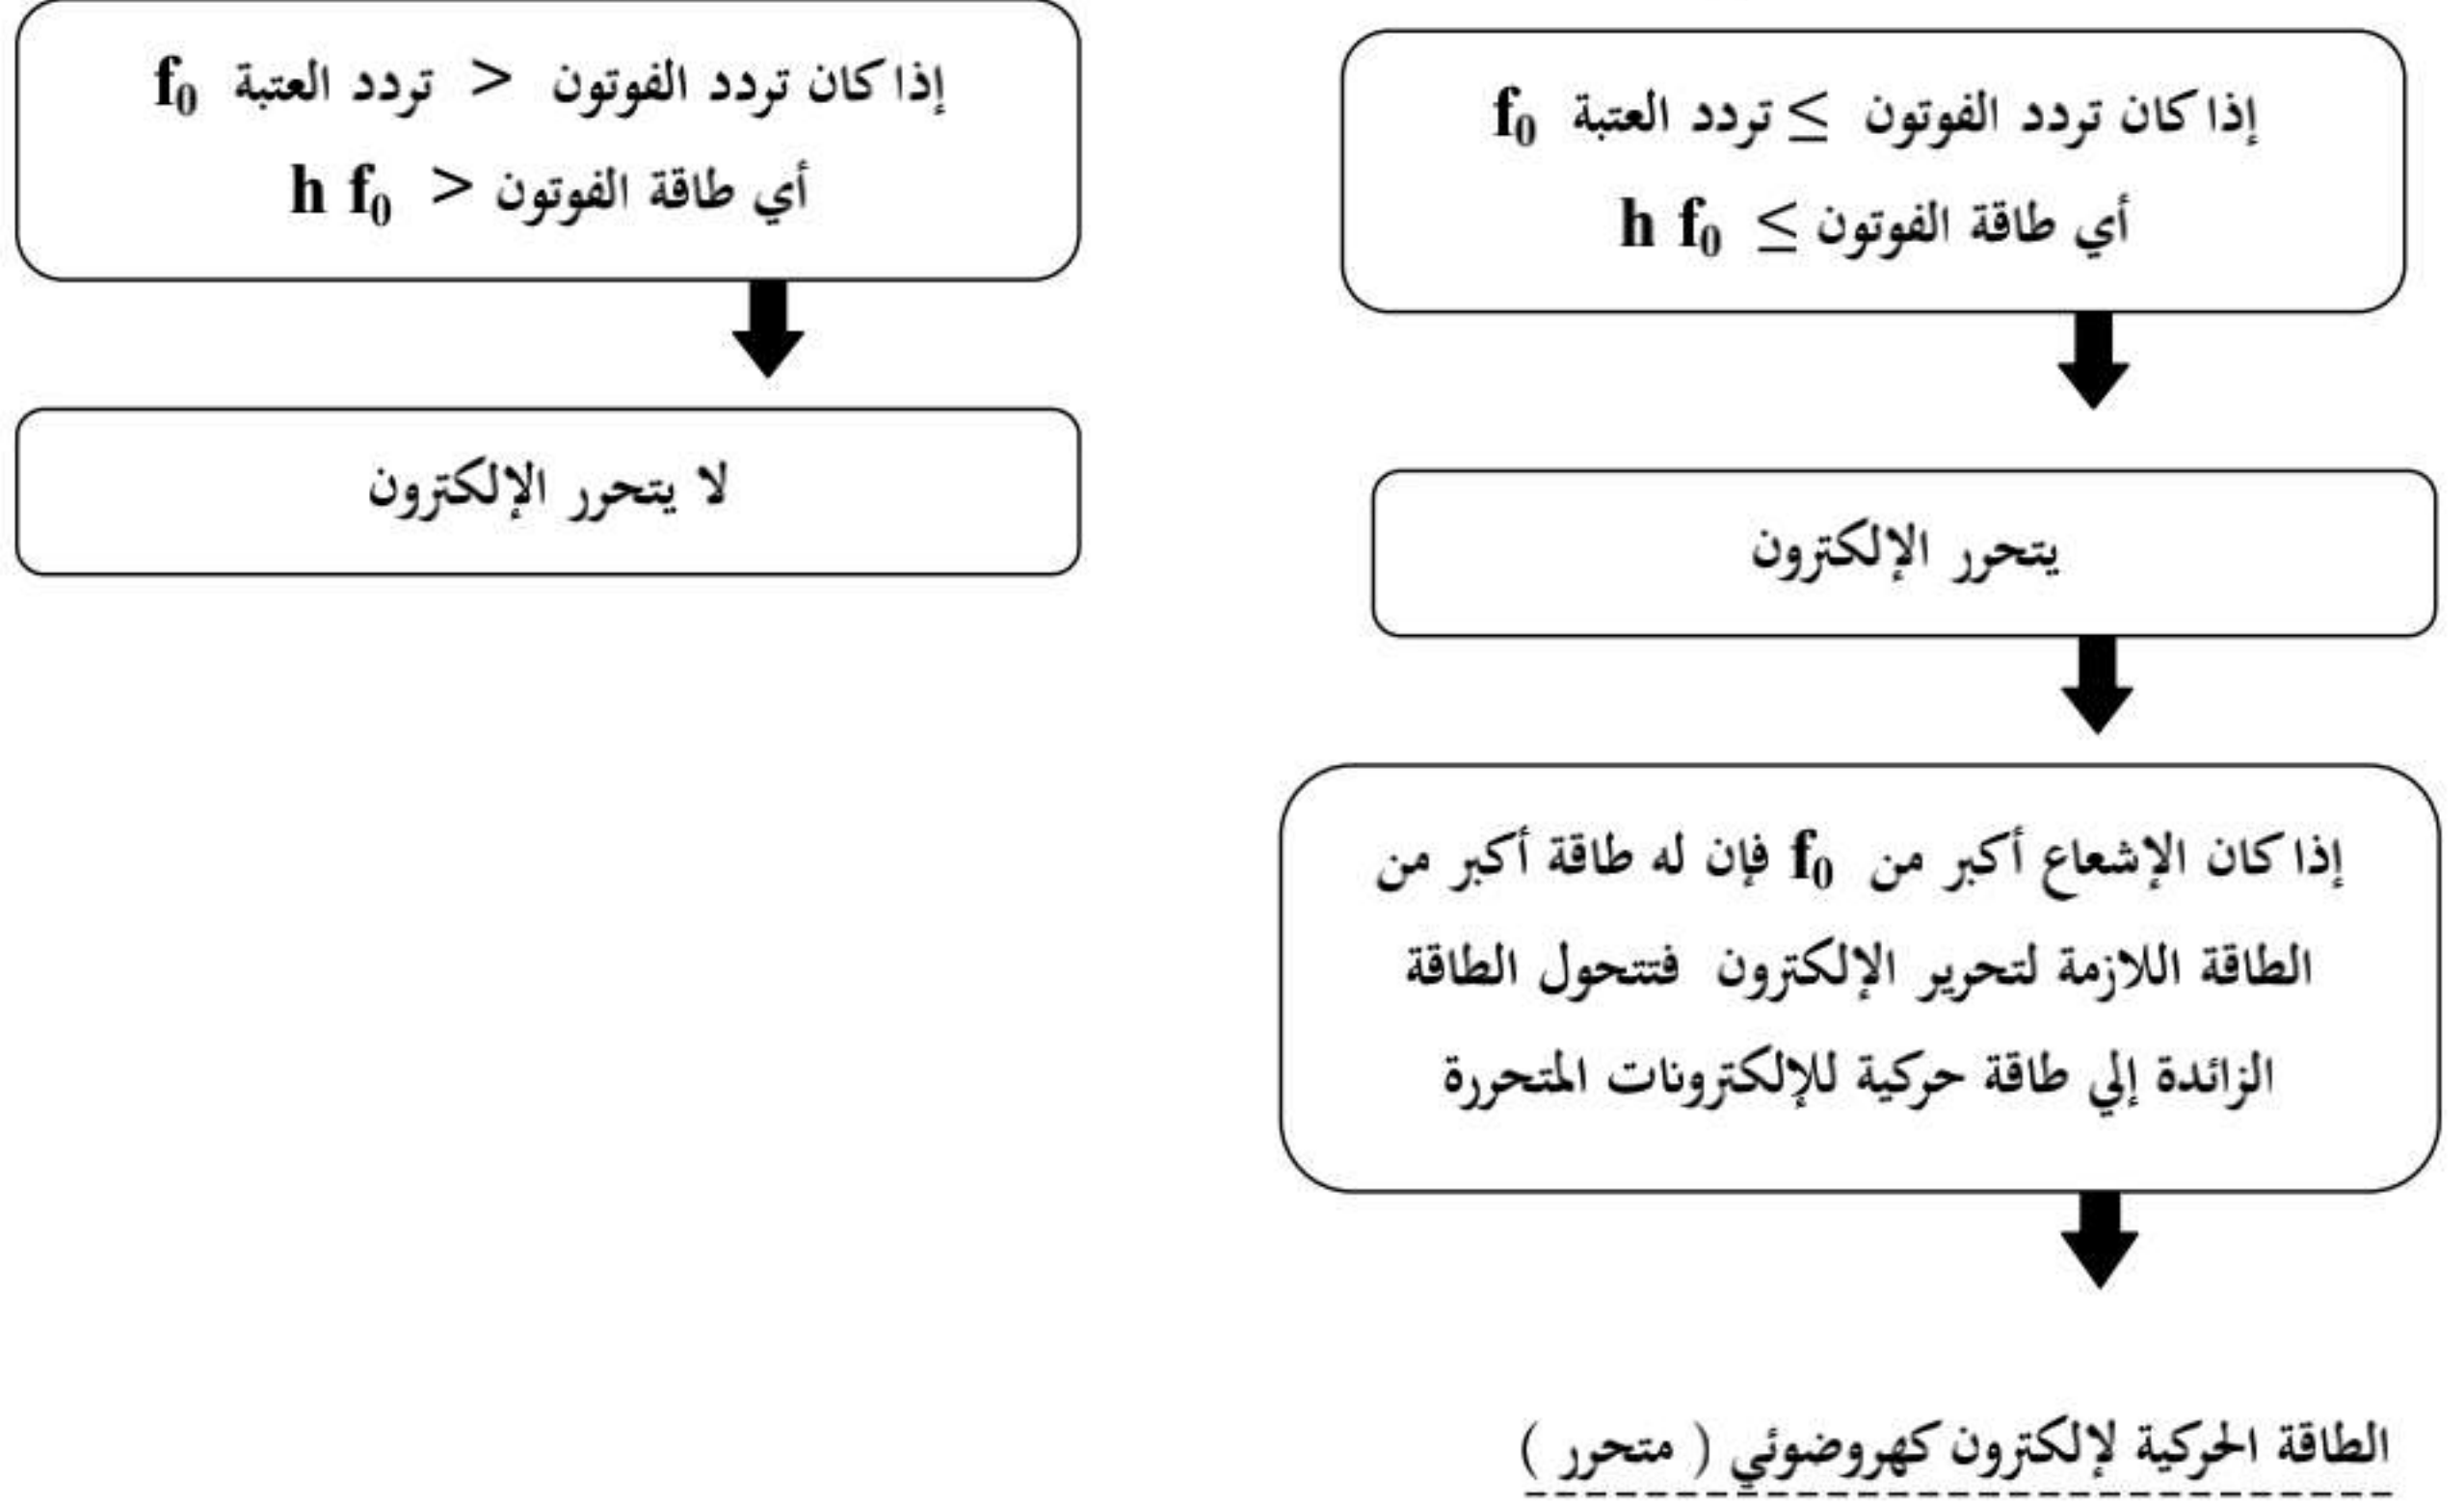 إذا كان تردد الفوتون ≥ تردد العتبة f₀
أي طاقة الفوتون ≥ h f₀
يتحرر الإلكترون
إذا كان الإشعاع أكبر من f₀ فإن له طاقة أكبر من
الطاقة اللازمة لتحرير الإلكترون فتتحول الطاقة
الزائدة إلي طاقة حركية للإلكترونات المتحررة
الطاقة الحركية لإلكترون كهروضوئي ( متحرر )
إذا كان تردد الفوتون < تردد العتبة f₀
أي طاقة الفوتون < h f₀
لا يتحرر الإلكترون